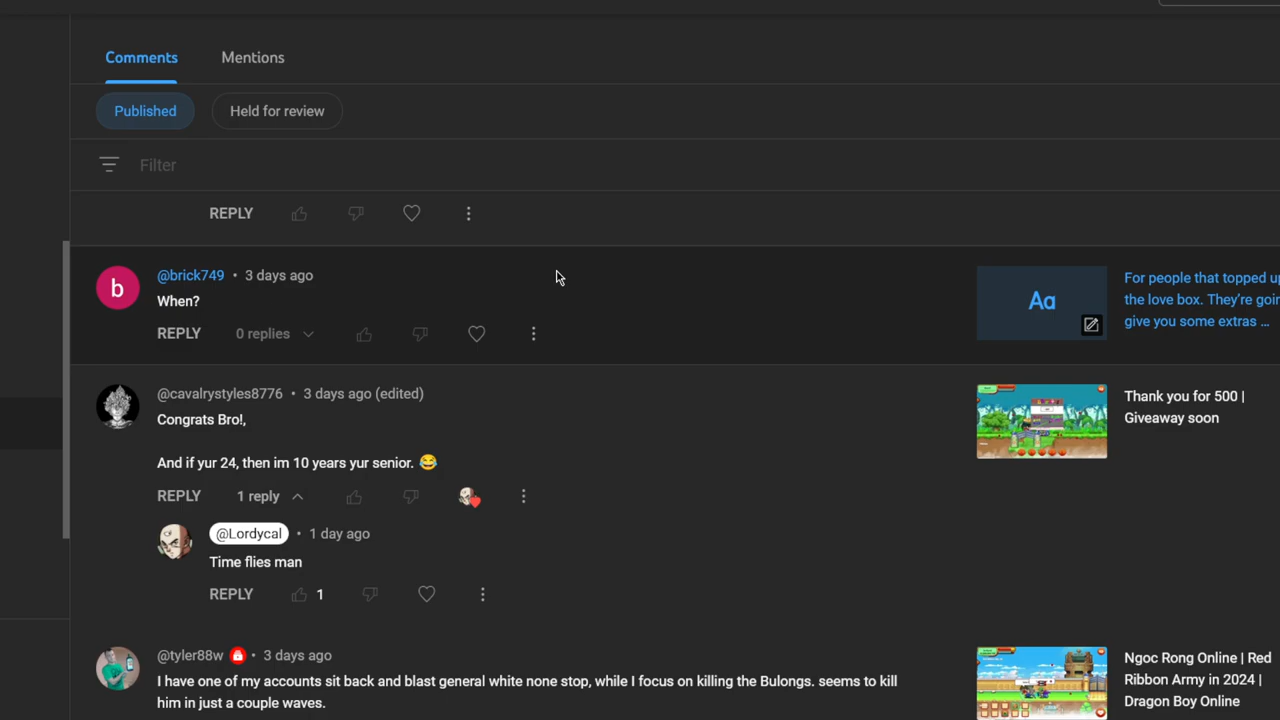 Comments Mentions
Published Held for review
Filter
REPLY
b
@brick749 • 3 days ago
When?
REPLY 0 replies
Aa
For people that topped up
the love box. They're goin
give you some extras ...
@cavalrystyles8776 • 3 days ago (edited)
Congrats Bro!,
And if yur 24, then im 10 years yur senior. 😂
REPLY 1 reply
Thank you for 500 |
Giveaway soon
@Lordycal • 1 day ago
Time flies man
REPLY 1
@tyler88w • 3 days ago
I have one of my accounts sit back and blast general white none stop, while I focus on killing the Bulongs. seems to kill
him in just a couple waves.
Ngoc Rong Online | Red
Ribbon Army in 2024 |
Dragon Boy Online